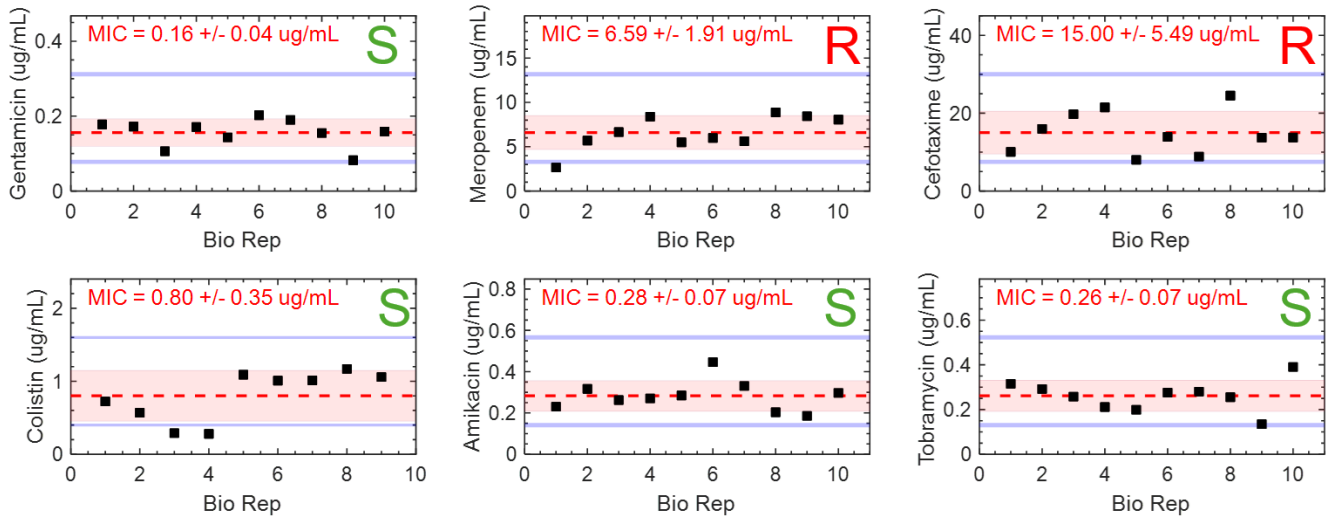 MIC = 0.16 +/- 0.04 ug/mL
S
Gentamicin (ug/mL)
0.4
0.2
0
0 2 4 6 8 10
Bio Rep
MIC = 6.59 +/- 1.91 ug/mL
R
Meropenem (ug/mL)
15
10
5
0
0 2 4 6 8 10
Bio Rep
MIC = 15.00 +/- 5.49 ug/mL
R
Cefotaxime (ug/mL)
40
20
0
0 2 4 6 8 10
Bio Rep
MIC = 0.80 +/- 0.35 ug/mL
S
Colistin (ug/mL)
2
1
0
0 2 4 6 8 10
Bio Rep
MIC = 0.28 +/- 0.07 ug/mL
S
Amikacin (ug/mL)
0.8
0.6
0.4
0.2
0
0 2 4 6 8 10
Bio Rep
MIC = 0.26 +/- 0.07 ug/mL
S
Tobramycin (ug/mL)
0.6
0.4
0.2
0
0 2 4 6 8 10
Bio Rep